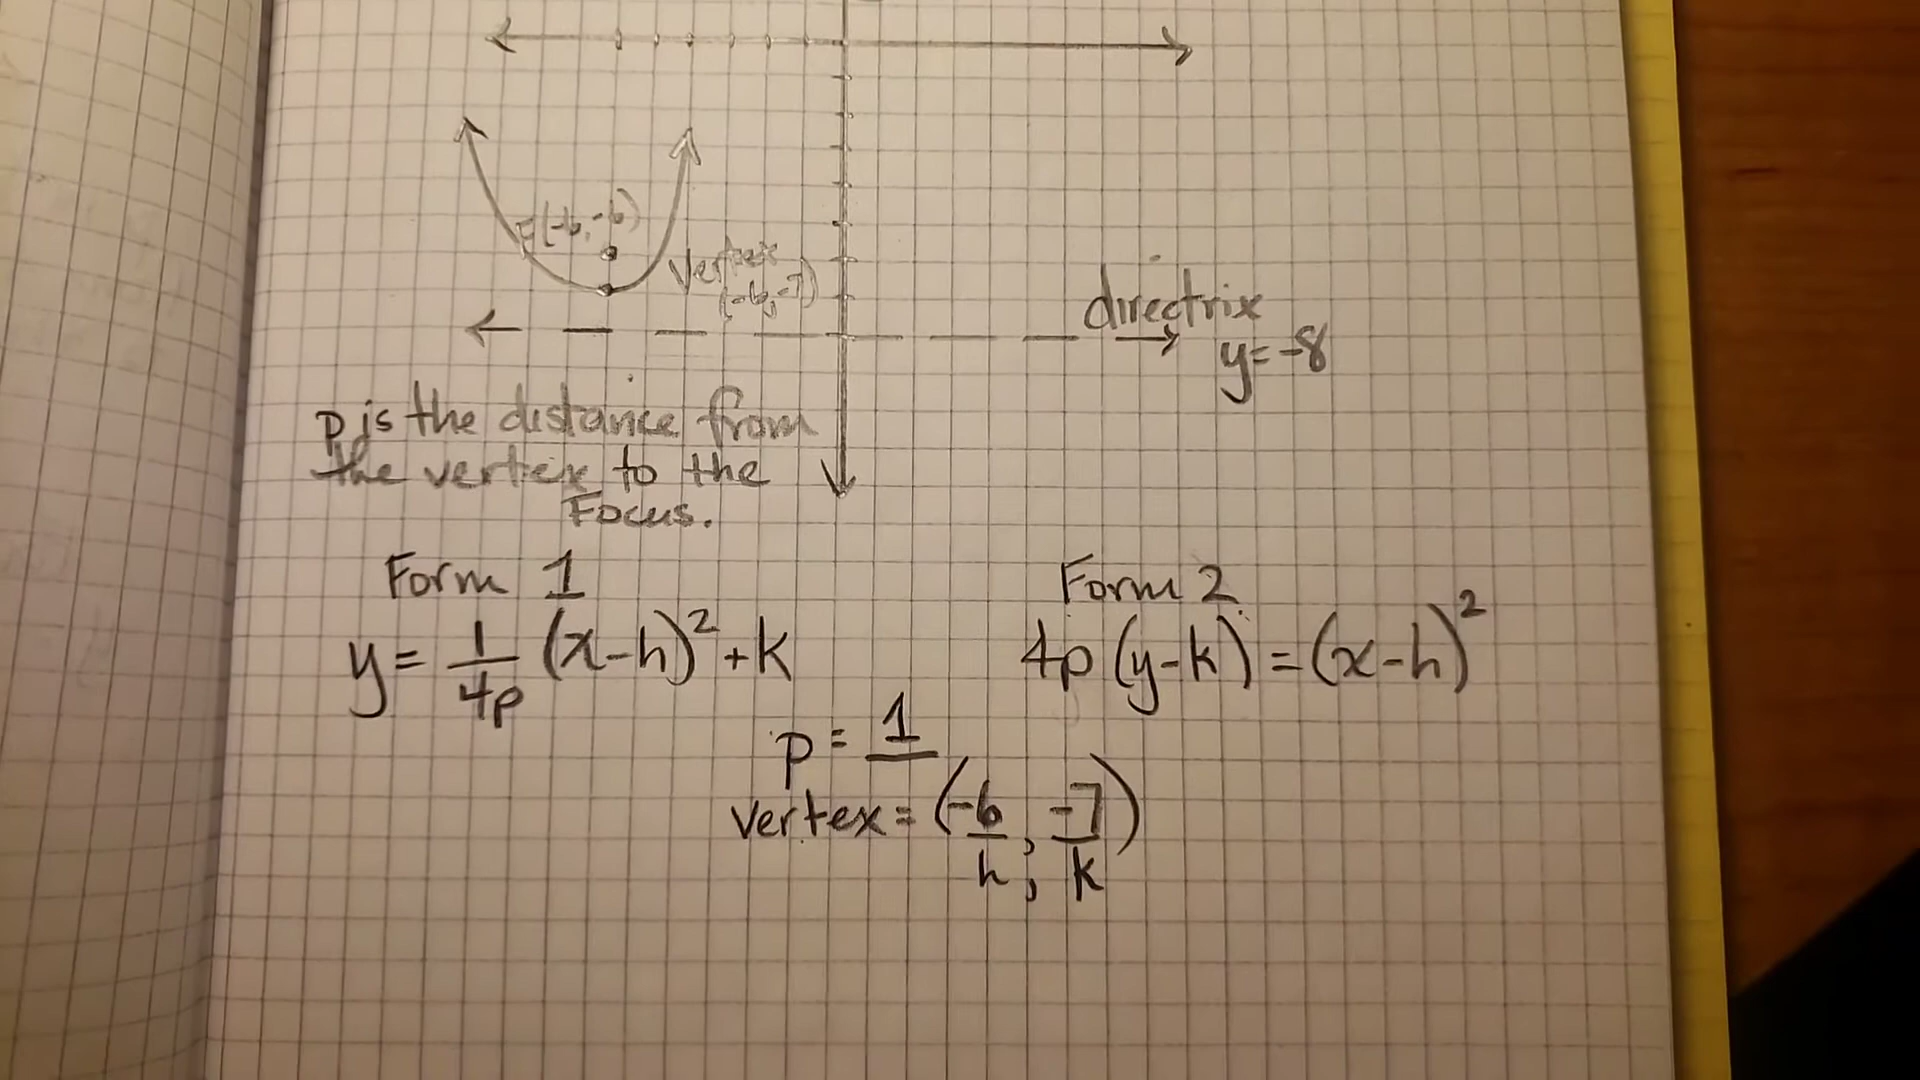 F(-6,-6)
vertex
(-6,-7)
directrix
y=-8
p is the distance from
the vertex to the
Focus.
Form 1
y = 1/4p (x-h)² + k
Form 2
4p (y-k) = (x-h)²
p = 1
vertex = (-6, -7)
h, k